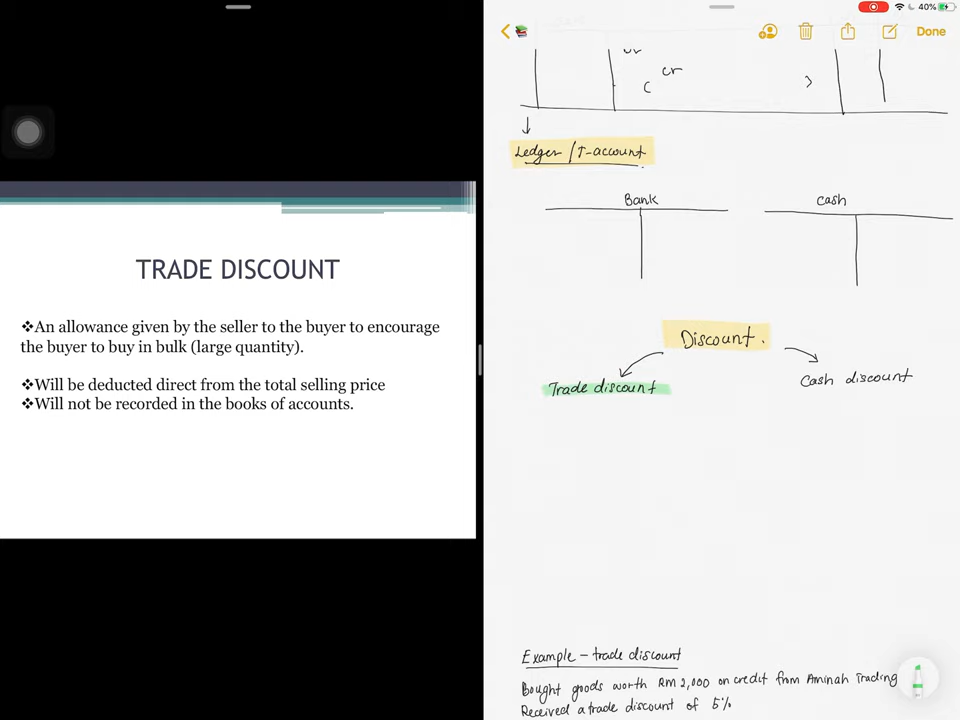 40%
Done
cr
Ledger / T-account
Bank
cash
TRADE DISCOUNT
❖An allowance given by the seller to the buyer to encourage
the buyer to buy in bulk (large quantity).
❖Will be deducted direct from the total selling price
❖Will not be recorded in the books of accounts.
Discount.
Trade discount
Cash discount
Example – trade discount
Bought goods worth RM 2,000 on credit from Aminah Trading
Received a trade discount of 5%